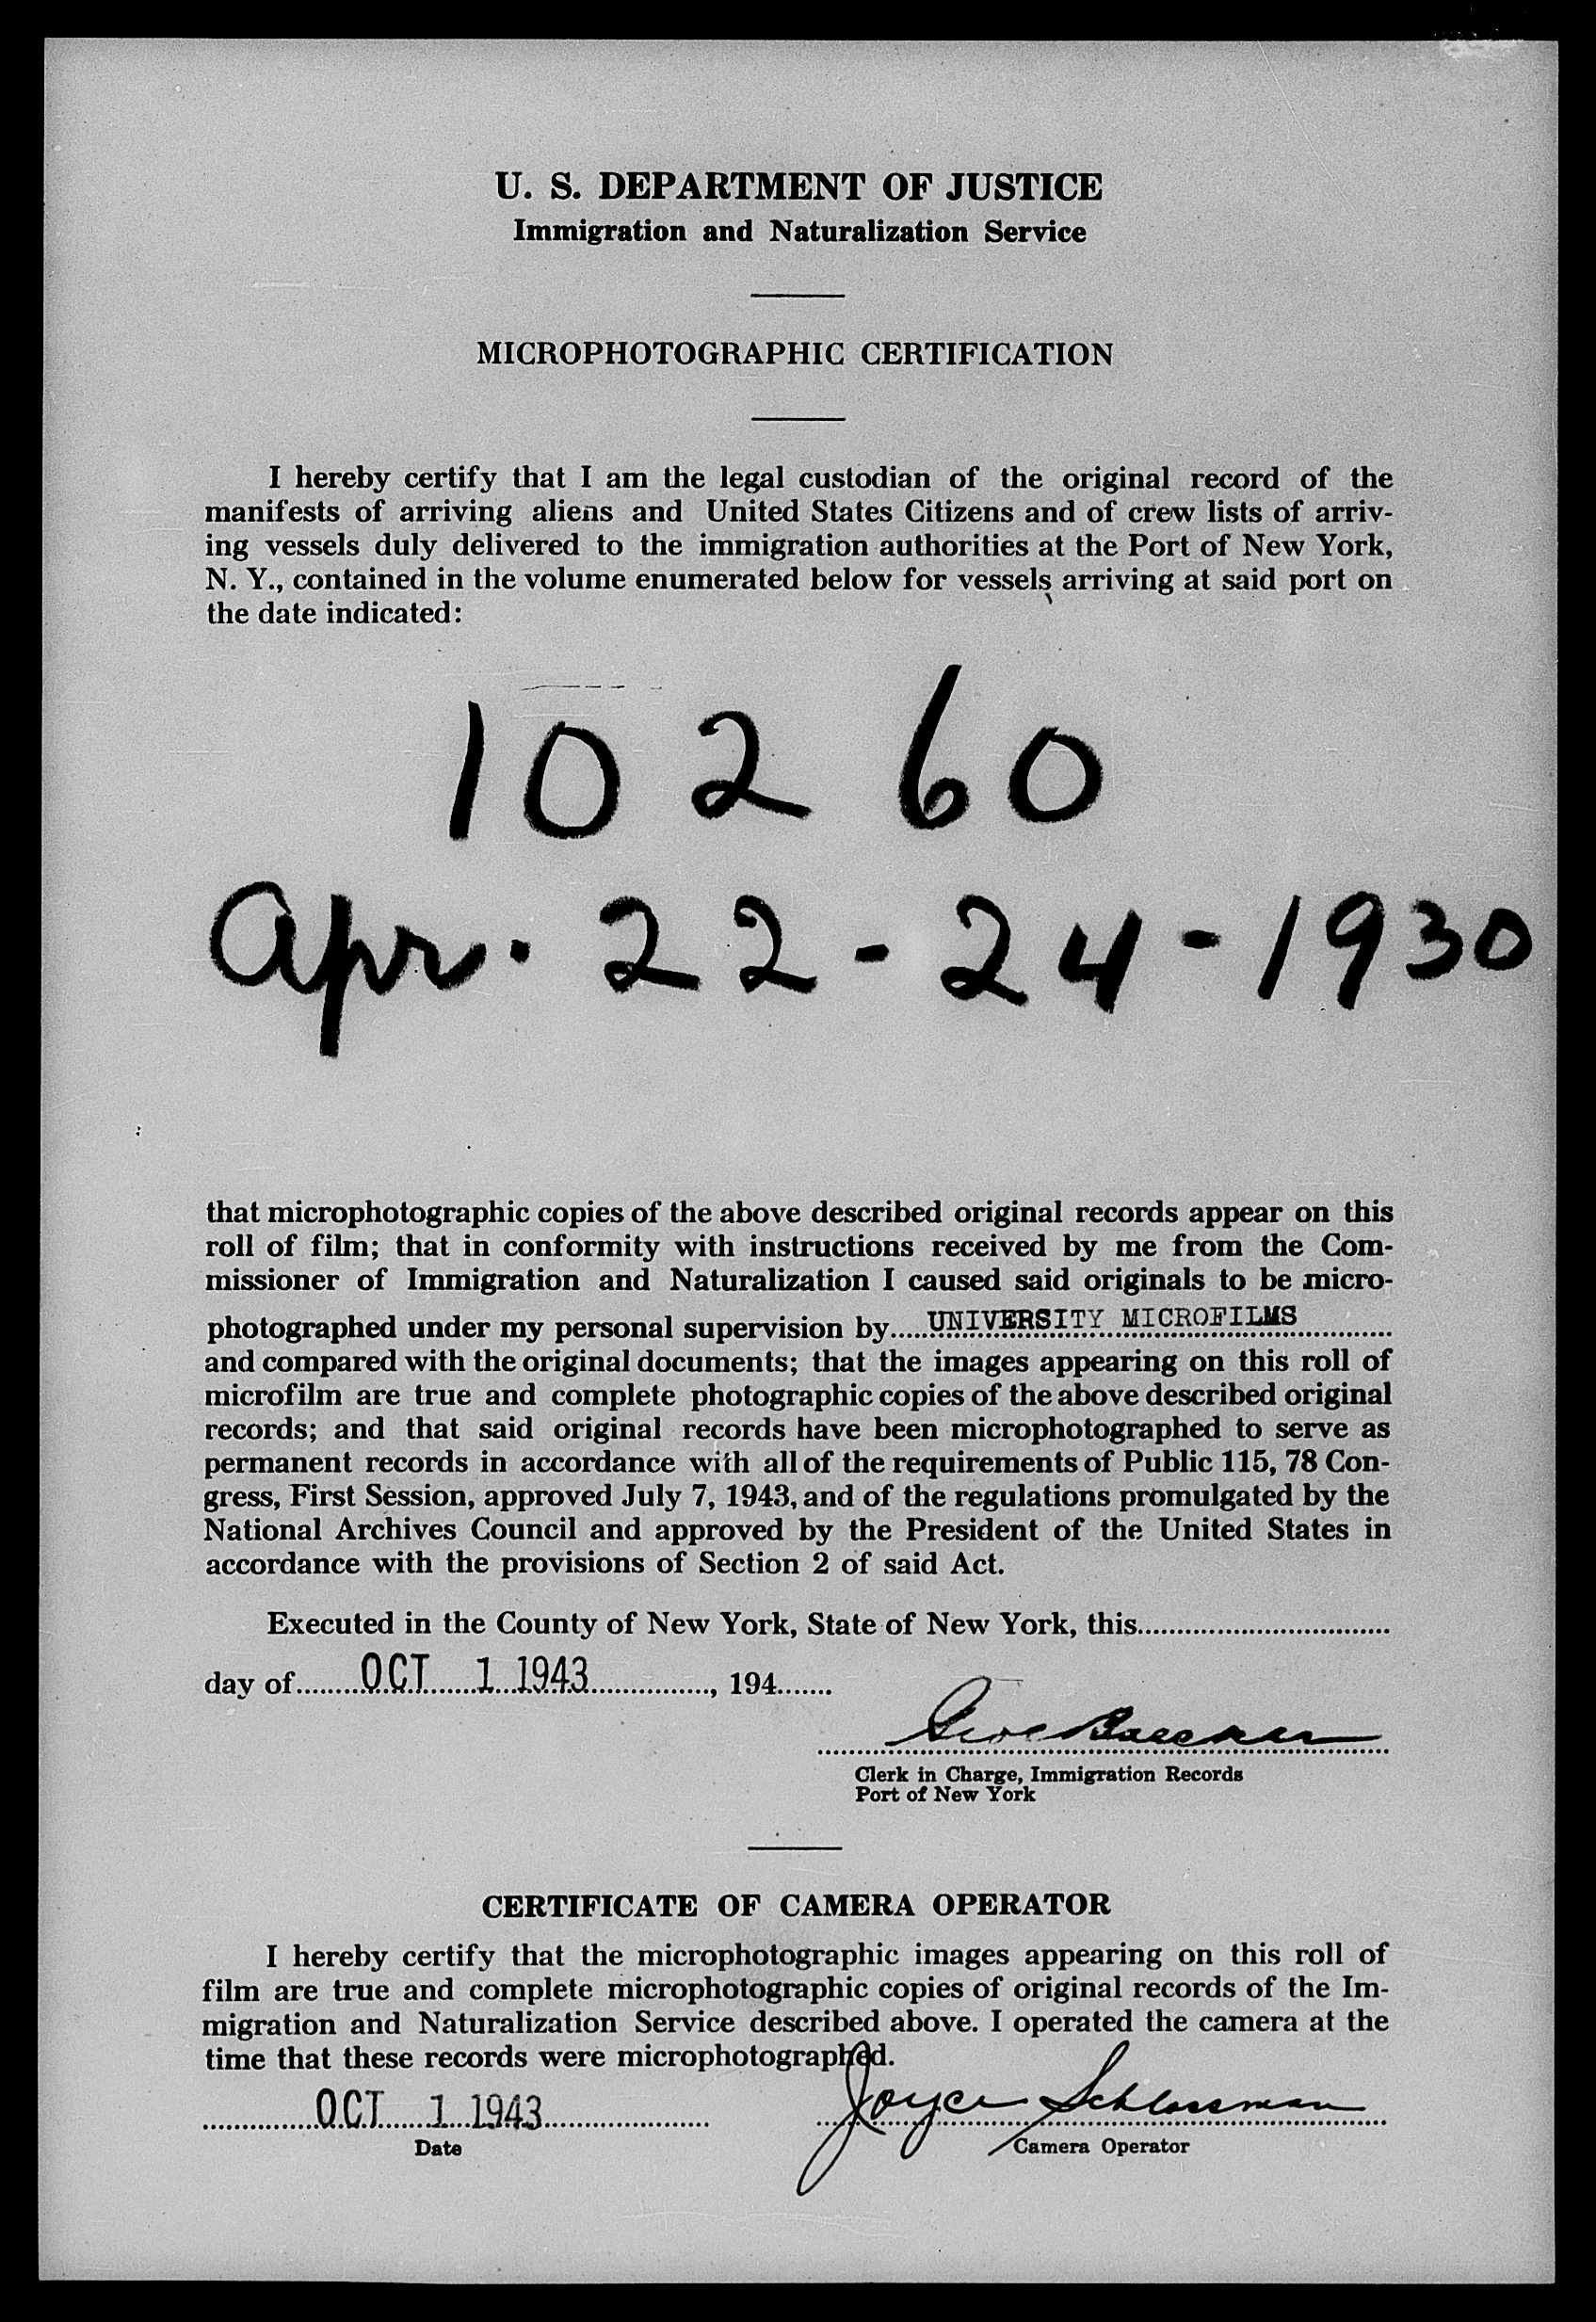 U. S. DEPARTMENT OF JUSTICE
Immigration and Naturalization Service
MICROPHOTOGRAPHIC CERTIFICATION
I hereby certify that I am the legal custodian of the original record of the
manifests of arriving aliens and United States Citizens and of crew lists of arriv-
ing vessels duly delivered to the immigration authorities at the Port of New York,
N. Y., contained in the volume enumerated below for vessels arriving at said port on
the date indicated:
10260
Apr. 22-24-1930
that microphotographic copies of the above described original records appear on this
roll of film; that in conformity with instructions received by me from the Com-
missioner of Immigration and Naturalization I caused said originals to be micro-
photographed under my personal supervision by.....UNIVERSITY MICROFILMS
and compared with the original documents; that the images appearing on this roll of
microfilm are true and complete photographic copies of the above described original
records; and that said original records have been microphotographed to serve as
permanent records in accordance with all of the requirements of Public 115, 78 Con-
gress, First Session, approved July 7, 1943, and of the regulations promulgated by the
National Archives Council and approved by the President of the United States in
accordance with the provisions of Section 2 of said Act.
Executed in the County of New York, State of New York, this
day of OCT 1 1943, 194
Clerk in Charge, Immigration Records
Port of New York
CERTIFICATE OF CAMERA OPERATOR
I hereby certify that the microphotographic images appearing on this roll of
film are true and complete microphotographic copies of original records of the Im-
migration and Naturalization Service described above. I operated the camera at the
time that these records were microphotographed.
OCT 1 1943 Joyce Schlossman
Date Camera Operator